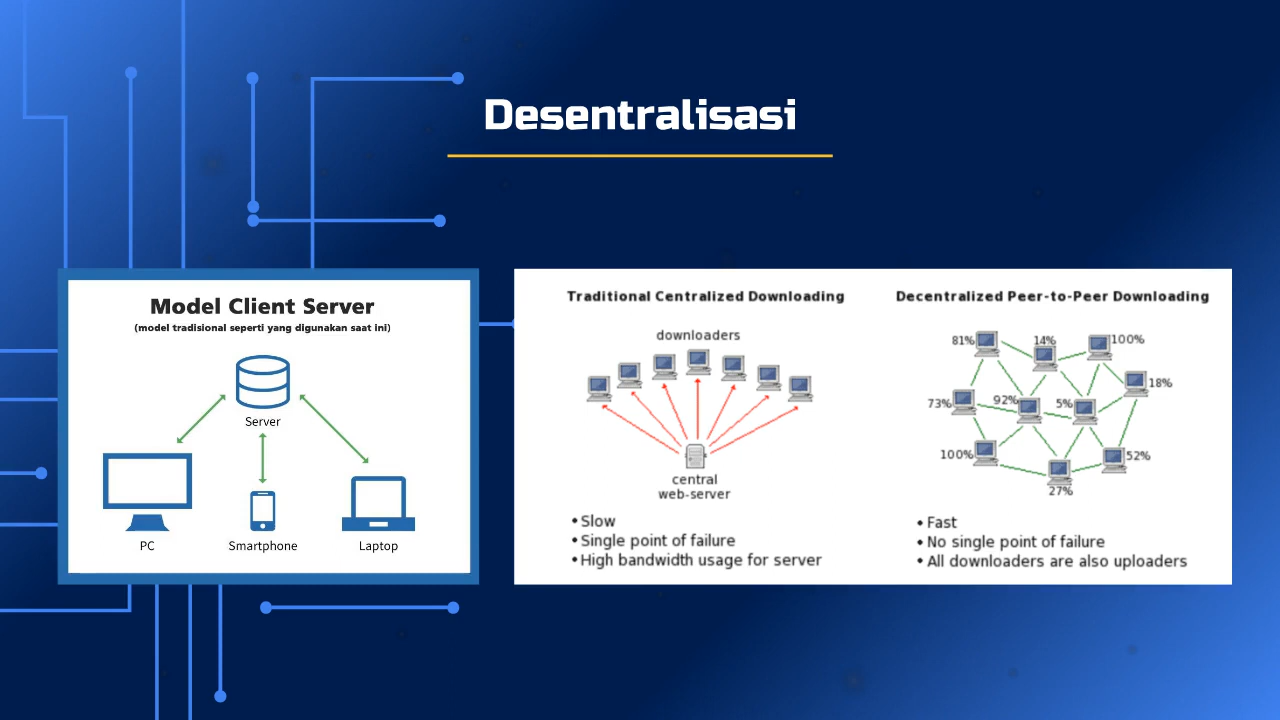 Desentralisasi
Model Client Server
(model tradisional seperti yang digunakan saat ini)
Server
PC
Smartphone
Laptop
Traditional Centralized Downloading
downloaders
central
web-server
• Slow
• Single point of failure
• High bandwidth usage for server
Decentralized Peer-to-Peer Downloading
81%
14%
100%
18%
73%
92%
5%
100%
52%
27%
• Fast
• No single point of failure
• All downloaders are also uploaders